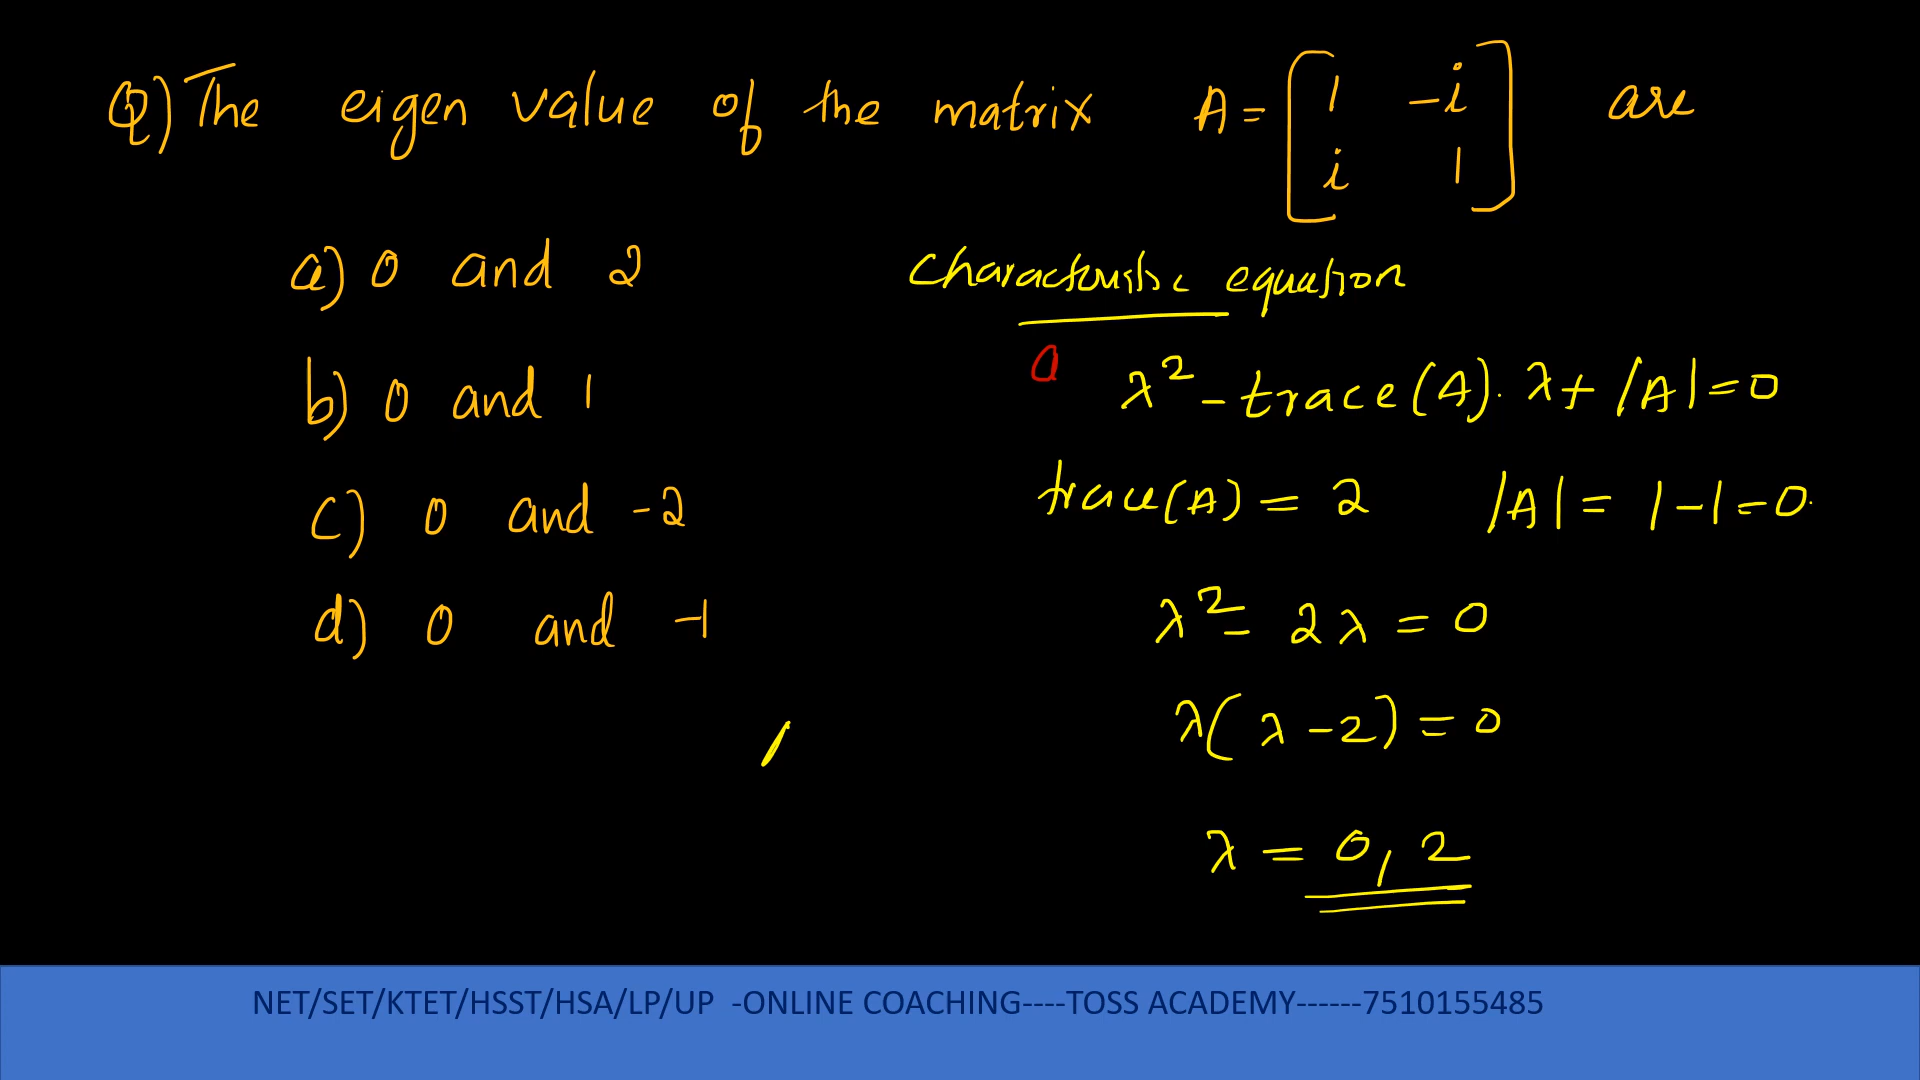 Q) The eigen value of the matrix A = [1 -i
i 1] are
a) 0 and 2
b) 0 and 1
c) 0 and -2
d) 0 and -1
Characteristic equation
0
λ² - trace(A). λ + |A| = 0
trace(A) = 2 |A| = 1 - 1 = 0.
λ² - 2λ = 0
λ(λ - 2) = 0
λ = 0, 2
NET/SET/KTET/HSST/HSA/LP/UP -ONLINE COACHING----TOSS ACADEMY------7510155485